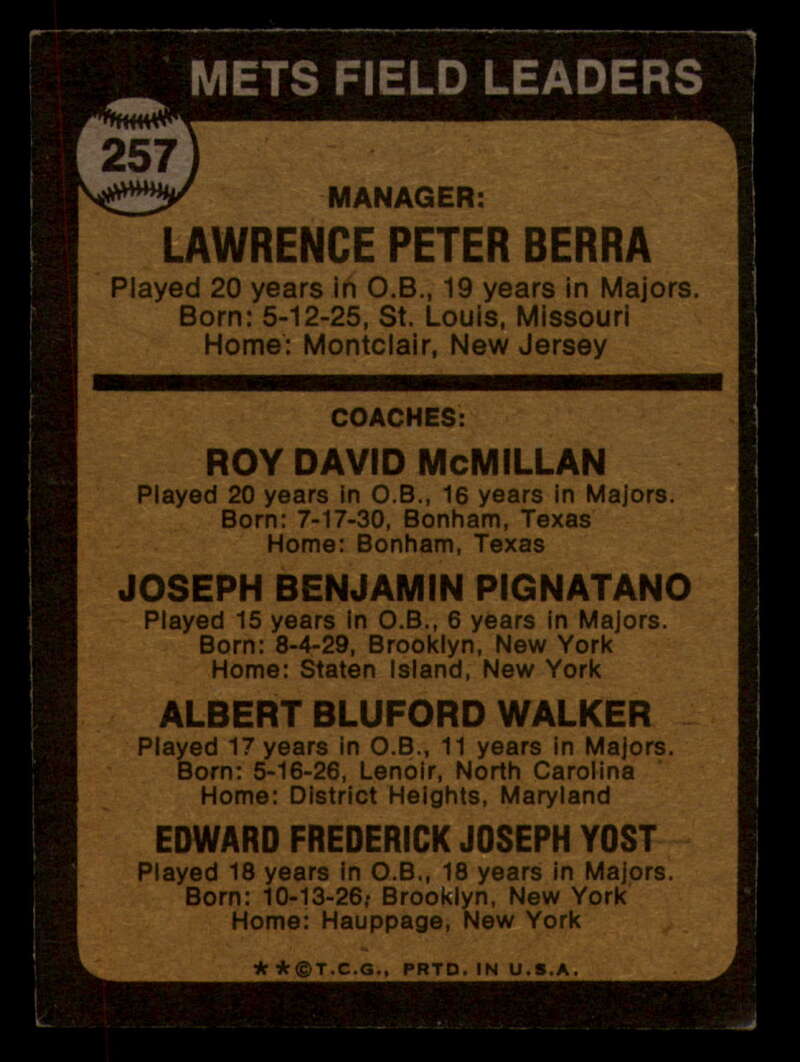 METS FIELD LEADERS
257
MANAGER:
LAWRENCE PETER BERRA
Played 20 years in O.B., 19 years in Majors.
Born: 5-12-25, St. Louis, Missouri
Home: Montclair, New Jersey
COACHES:
ROY DAVID McMILLAN
Played 20 years in O.B., 16 years in Majors.
Born: 7-17-30, Bonham, Texas
Home: Bonham, Texas
JOSEPH BENJAMIN PIGNATANO
Played 15 years in O.B., 6 years in Majors.
Born: 8-4-29, Brooklyn, New York
Home: Staten Island, New York
ALBERT BLUFORD WALKER
Played 17 years in O.B., 11 years in Majors.
Born: 5-16-26, Lenoir, North Carolina
Home: District Heights, Maryland
EDWARD FREDERICK JOSEPH YOST
Played 18 years in O.B., 18 years in Majors.
Born: 10-13-26, Brooklyn, New York
Home: Hauppage, New York
**©T.C.G., PRTD. IN U.S.A.